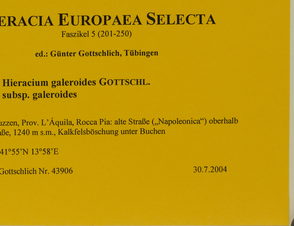 ERACIA EUROPAEA SELECTA
Faszikel 5 (201-250)
ed.: Günter Gottschlich, Tübingen
Hieracium galeroides GOTTSCHL.
subsp. galeroides
uzzen, Prov. L'Áquila, Rocca Pia: alte Straße („Napoleonica“) oberhalb
aße, 1240 m s.m., Kalkfelsböschung unter Buchen
41°55'N 13°58'E
Gottschlich Nr. 43906 30.7.2004